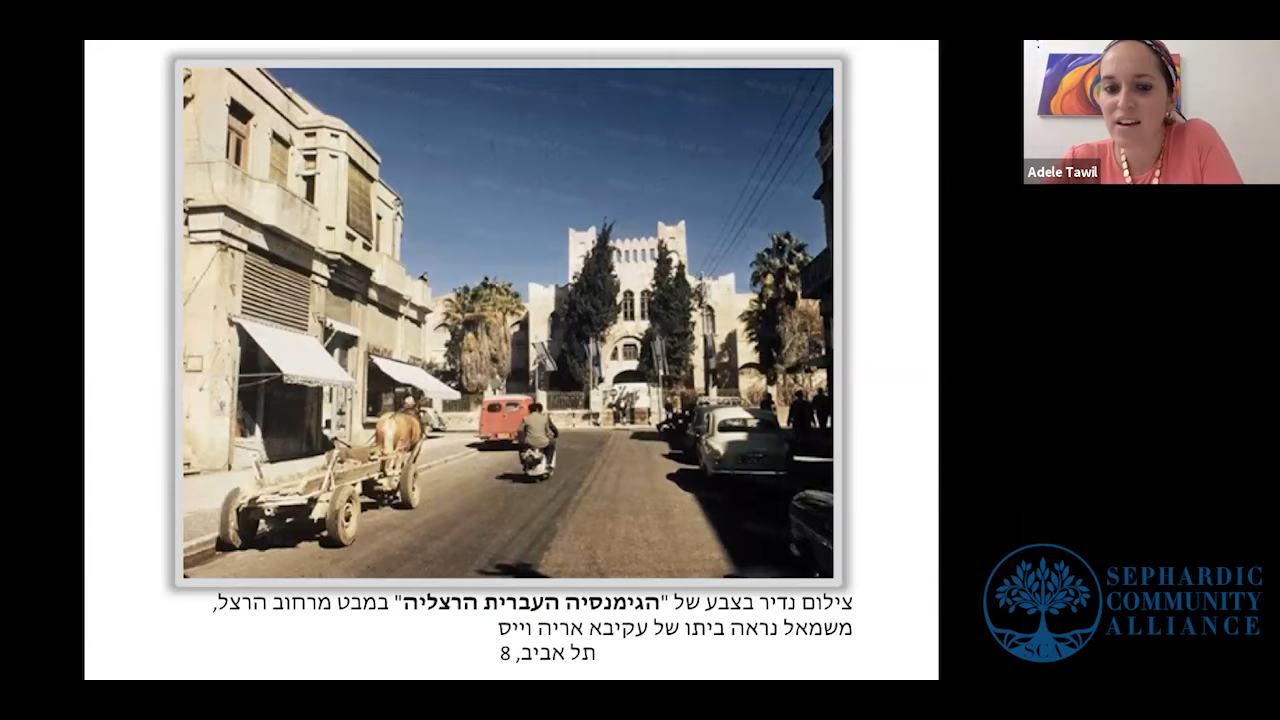 צילום נדיר בצבע של "הגימנסיה העברית הרצליה" במבט מרחוב הרצל,
משמאל נראה ביתו של עקיבא אריה וייס
תל אביב, 8
Adele Tawil
SEPHARDIC
COMMUNITY
ALLIANCE
SCA